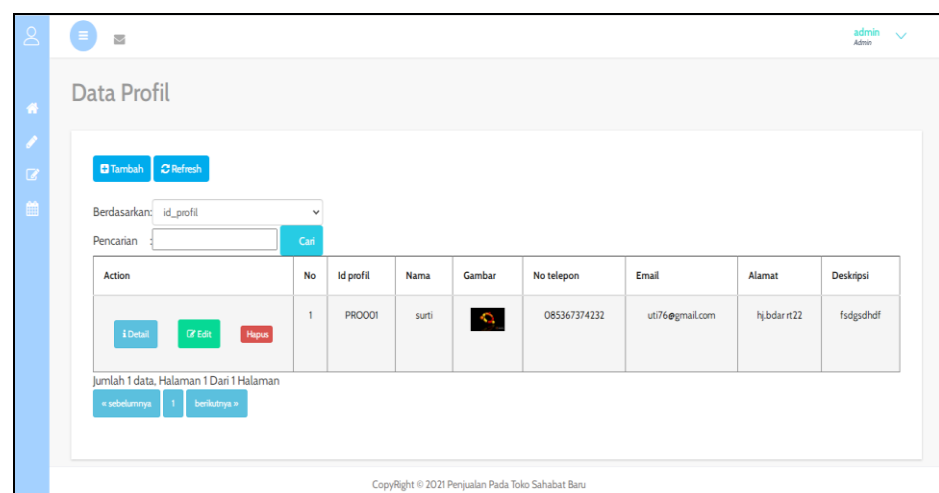 admin
Admin
Data Profil
Tambah Refresh
Berdasarkan: id_profil
Pencarian : Cari
Action No Id profil Nama Gambar No telepon Email Alamat Deskripsi
i Detail Edit Hapus 1 PRO001 surti 085367374232 uti76@gmail.com hj.bdar rt22 fsdgsdhdf
Jumlah 1 data, Halaman 1 Dari 1 Halaman
« sebelumnya 1 berikutnya »
CopyRight © 2021 Penjualan Pada Toko Sahabat Baru